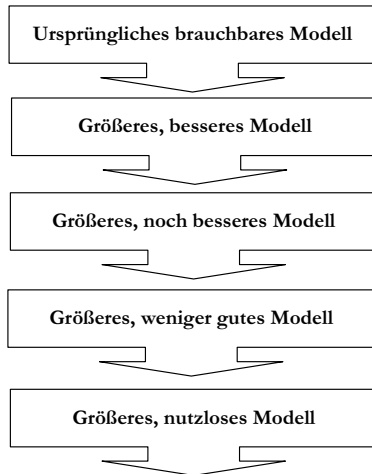 Ursprüngliches brauchbares Modell
Größeres, besseres Modell
Größeres, noch besseres Modell
Größeres, weniger gutes Modell
Größeres, nutzloses Modell